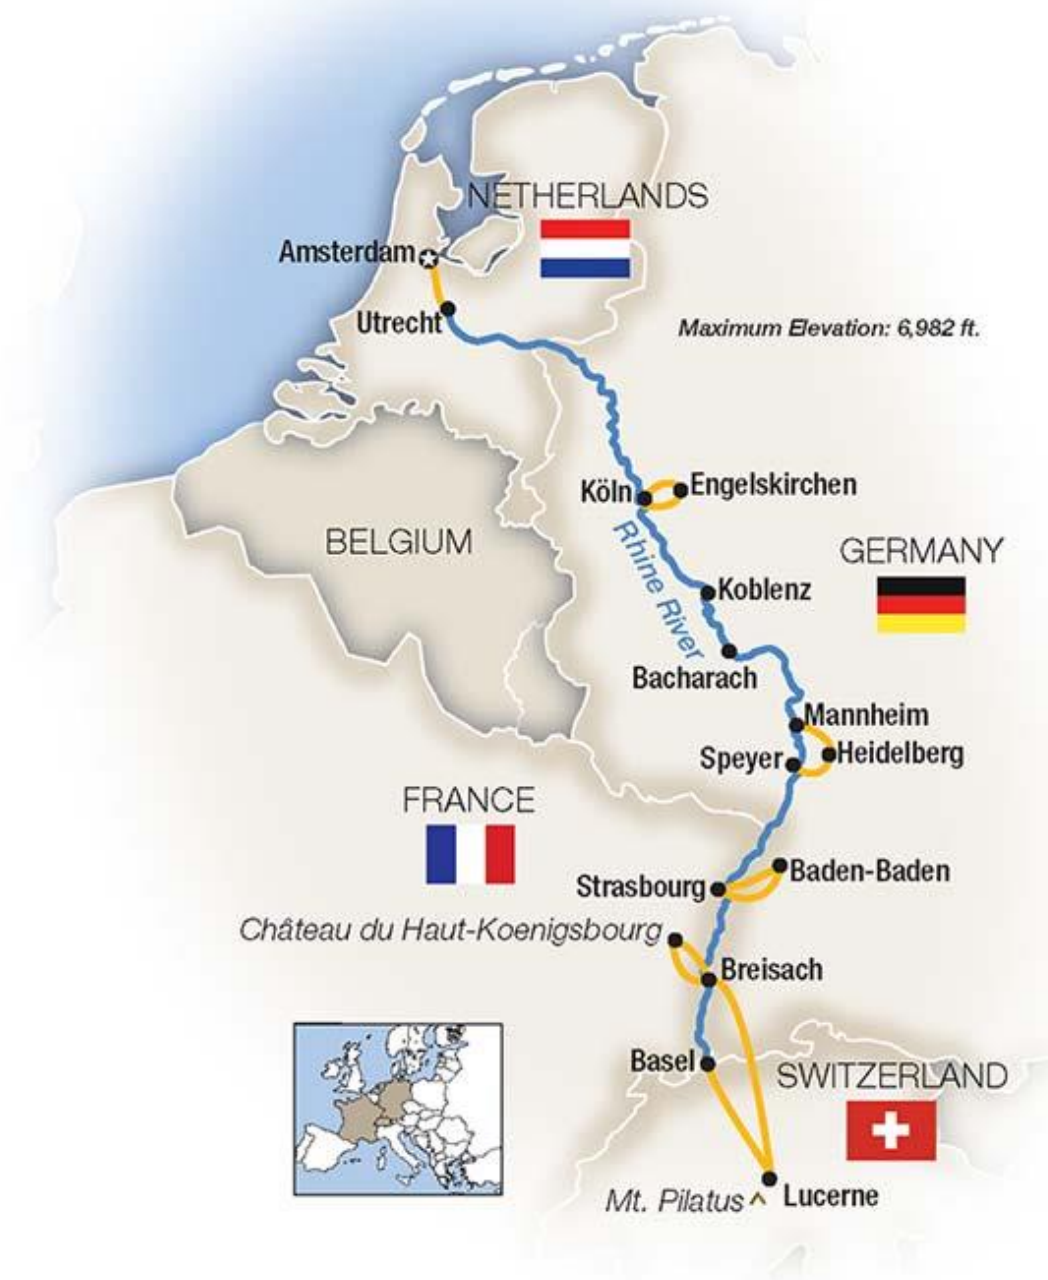 NETHERLANDS
Amsterdam
Utrecht
Maximum Elevation: 6,982 ft.
Köln
Engelskirchen
BELGIUM
Rhine River
GERMANY
Koblenz
Bacharach
Mannheim
Speyer
Heidelberg
FRANCE
Strasbourg
Baden-Baden
Château du Haut-Koenigsbourg
Breisach
Basel
SWITZERLAND
Mt. Pilatus
Lucerne